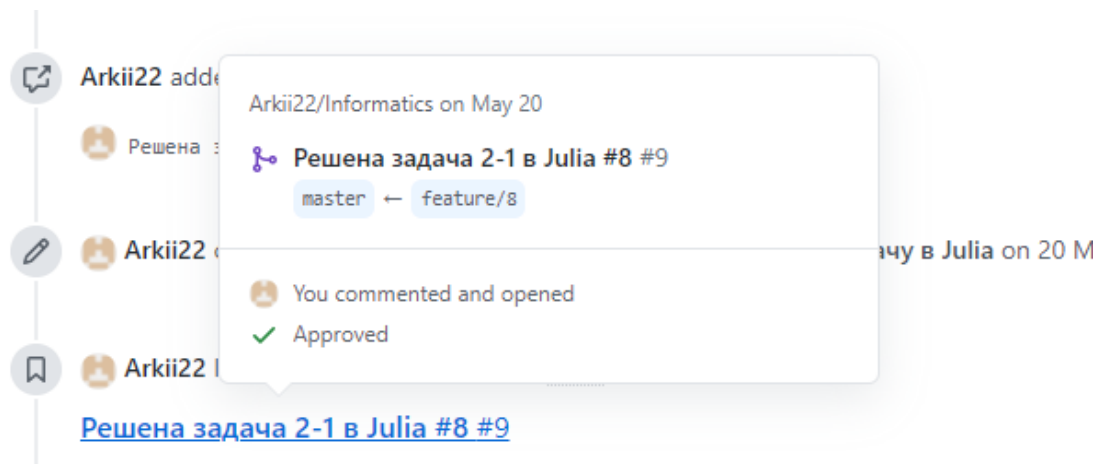 Arkii22 adde
Arkii22/Informatics on May 20
Решена
Решена задача 2-1 в Julia #8 #9
master ← feature/8
Arkii22
ачу в Julia on 20 M
You commented and opened
Approved
Arkii22
Решена задача 2-1 в Julia #8 #9